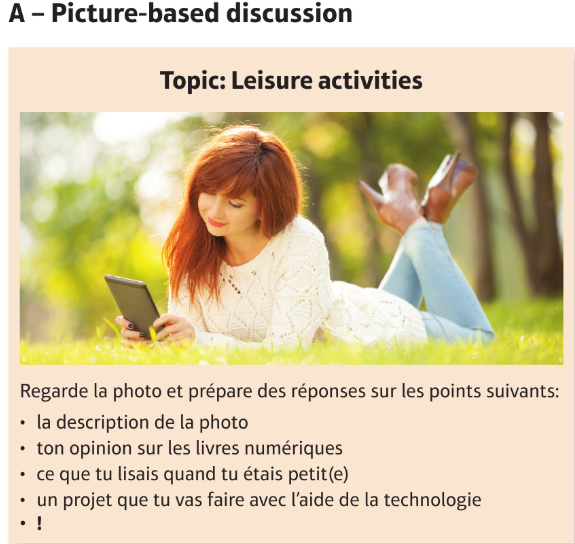 A – Picture-based discussion
Topic: Leisure activities
Regarde la photo et prépare des réponses sur les points suivants:
• la description de la photo
• ton opinion sur les livres numériques
• ce que tu lisais quand tu étais petit(e)
• un projet que tu vas faire avec l'aide de la technologie
• !